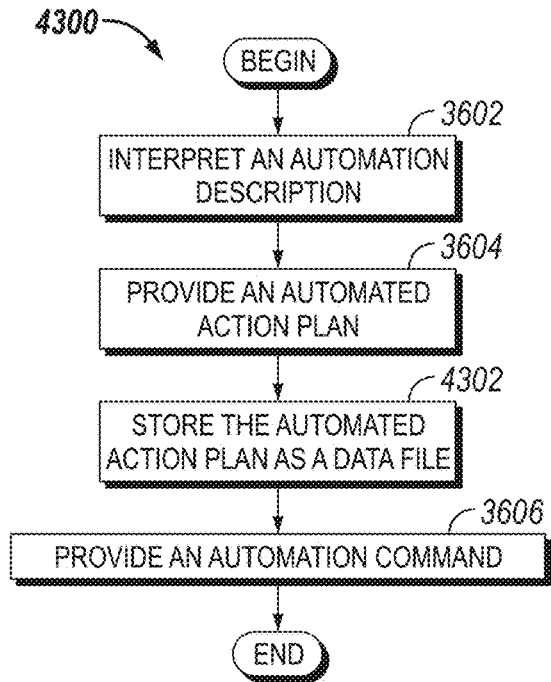 4300
BEGIN
3602
INTERPRET AN AUTOMATION
DESCRIPTION
3604
PROVIDE AN AUTOMATED
ACTION PLAN
4302
STORE THE AUTOMATED
ACTION PLAN AS A DATA FILE
3606
PROVIDE AN AUTOMATION COMMAND
END